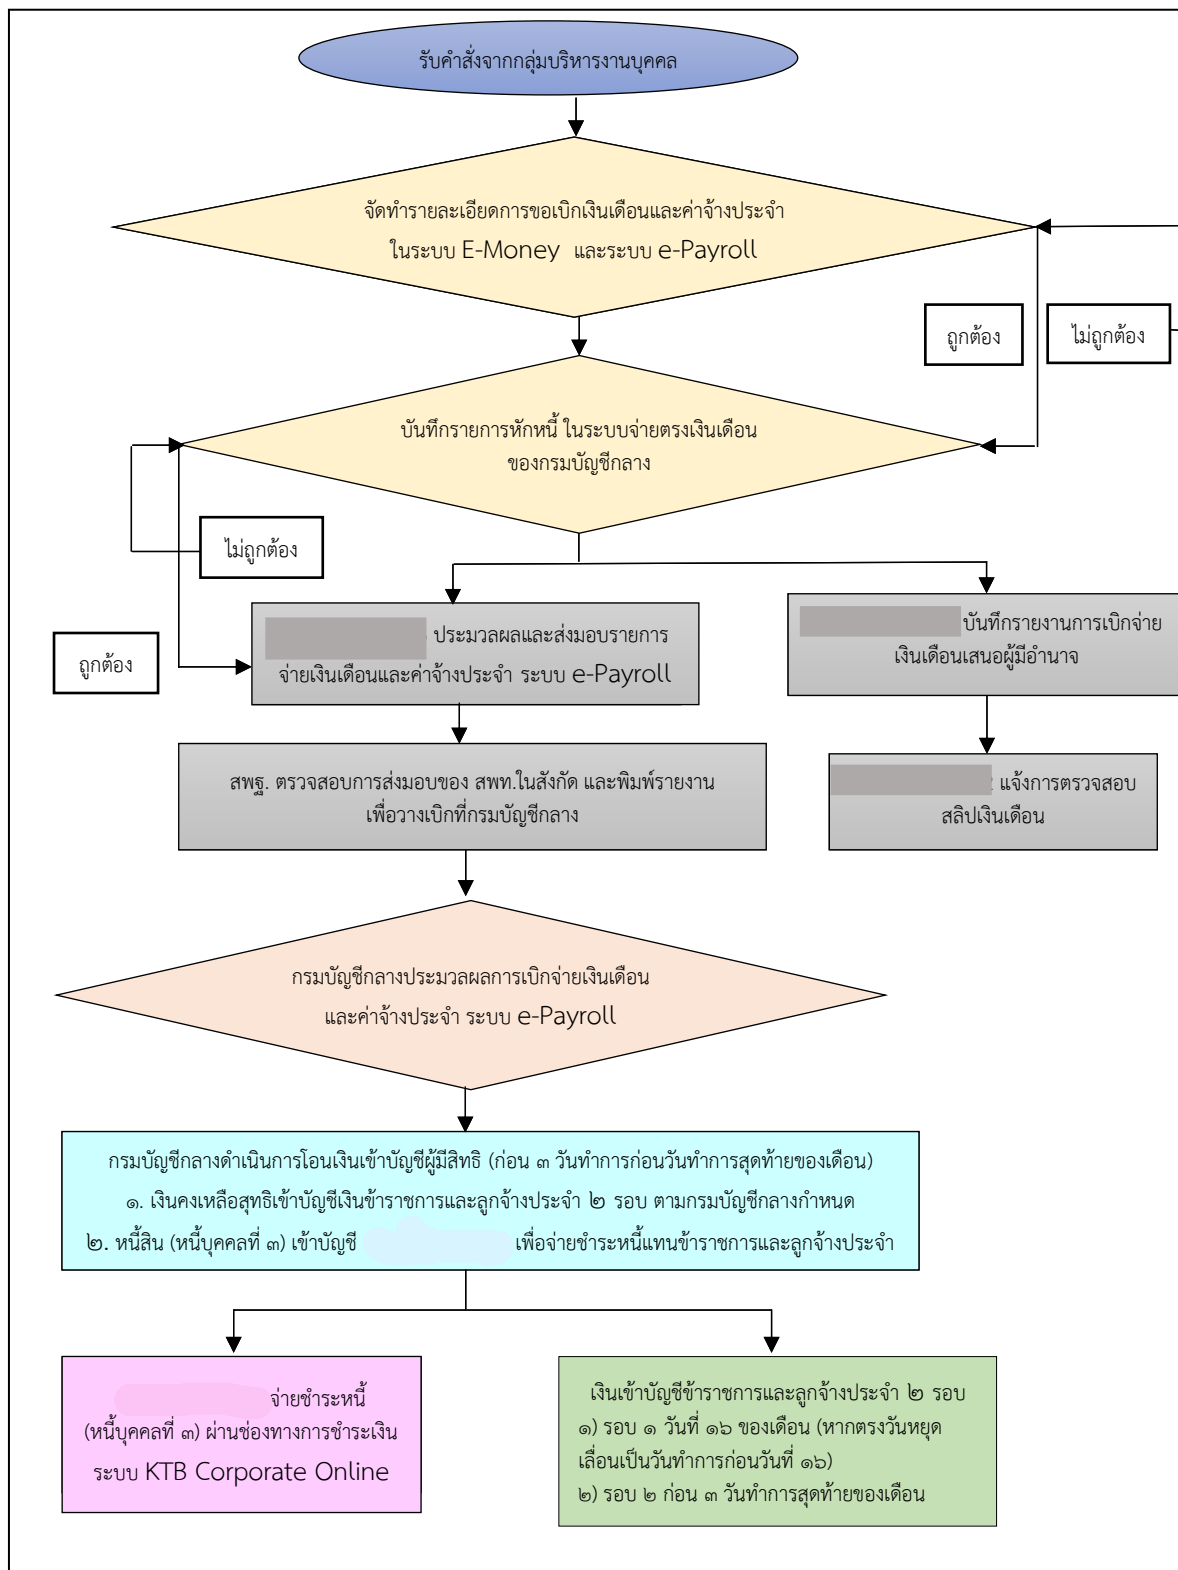 รับคำสั่งจากกลุ่มบริหารงานบุคคล
จัดทำรายละเอียดการขอเบิกเงินเดือนและค่าจ้างประจำ
ในระบบ E-Money และระบบ e-Payroll
ถูกต้อง
ไม่ถูกต้อง
บันทึกรายการหักหนี้ ในระบบจ่ายตรงเงินเดือน
ของกรมบัญชีกลาง
ไม่ถูกต้อง
ถูกต้อง
ประมวลผลและส่งมอบรายการ
จ่ายเงินเดือนและค่าจ้างประจำ ระบบ e-Payroll
บันทึกรายงานการเบิกจ่าย
เงินเดือนเสนอผู้มีอำนาจ
สพฐ. ตรวจสอบการส่งมอบของ สพท.ในสังกัด และพิมพ์รายงาน
เพื่อวางเบิกที่กรมบัญชีกลาง
แจ้งการตรวจสอบ
สลิปเงินเดือน
กรมบัญชีกลางประมวลผลการเบิกจ่ายเงินเดือน
และค่าจ้างประจำ ระบบ e-Payroll
กรมบัญชีกลางดำเนินการโอนเงินเข้าบัญชีผู้มีสิทธิ (ก่อน ๓ วันทำการก่อนวันทำการสุดท้ายของเดือน)
๑. เงินคงเหลือสุทธิเข้าบัญชีเงินข้าราชการและลูกจ้างประจำ ๒ รอบ ตามกรมบัญชีกลางกำหนด
๒. หนี้สิน (หนี้บุคคลที่ ๓) เข้าบัญชี เพื่อจ่ายชำระหนี้แทนข้าราชการและลูกจ้างประจำ
จ่ายชำระหนี้
(หนี้บุคคลที่ ๓) ผ่านช่องทางการชำระเงิน
ระบบ KTB Corporate Online
เงินเข้าบัญชีข้าราชการและลูกจ้างประจำ ๒ รอบ
๑) รอบ ๑ วันที่ ๑๖ ของเดือน (หากตรงวันหยุด
เลื่อนเป็นวันทำการก่อนวันที่ ๑๖)
๒) รอบ ๒ ก่อน ๓ วันทำการสุดท้ายของเดือน